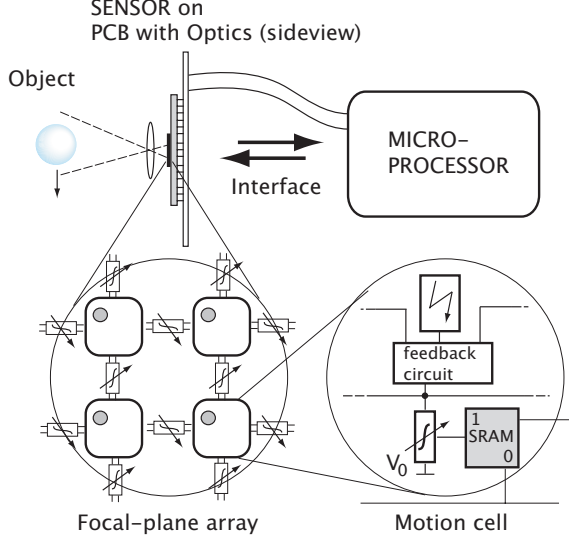 SENSOR on
PCB with Optics (sideview)
Object
MICRO-
PROCESSOR
Interface
feedback
circuit
1
SRAM
0
V0
Focal-plane array
Motion cell